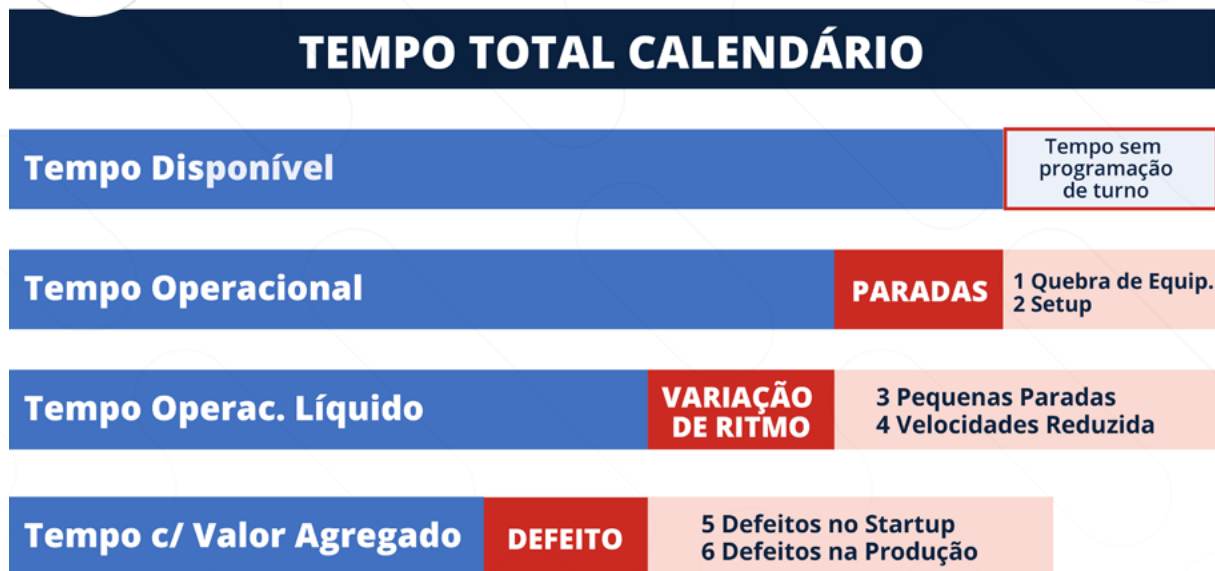 TEMPO TOTAL CALENDÁRIO
Tempo Disponível
Tempo sem
programação
de turno
Tempo Operacional
PARADAS
1 Quebra de Equip.
2 Setup
Tempo Operac. Líquido
VARIAÇÃO
DE RITMO
3 Pequenas Paradas
4 Velocidades Reduzida
Tempo c/ Valor Agregado
DEFEITO
5 Defeitos no Startup
6 Defeitos na Produção